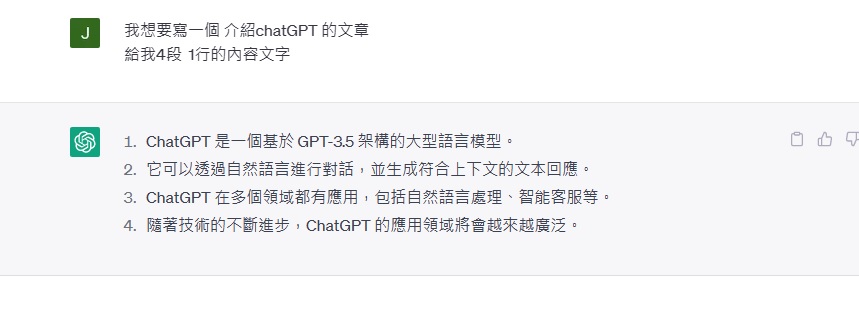 J
我想要寫一個 介紹chatGPT 的文章
給我4段 1行的內容文字
1. ChatGPT 是一個基於 GPT-3.5 架構的大型語言模型。
2. 它可以透過自然語言進行對話，並生成符合上下文的文本回應。
3. ChatGPT 在多個領域都有應用，包括自然語言處理、智能客服等。
4. 隨著技術的不斷進步，ChatGPT 的應用領域將會越來越廣泛。